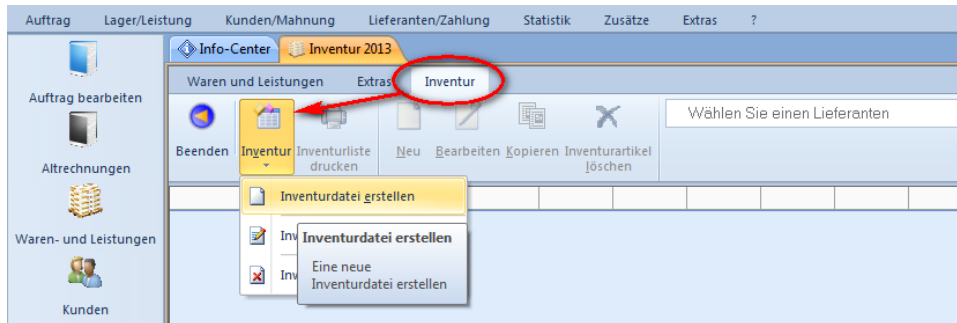 Auftrag Lager/Leistung Kunden/Mahnung Lieferanten/Zahlung Statistik Zusätze Extras ?
Info-Center Inventur 2013
Waren und Leistungen Extras Inventur
Auftrag bearbeiten
Wählen Sie einen Lieferanten
Beenden Inventur Inventurliste drucken Neu Bearbeiten Kopieren Inventurartikel löschen
Altrechnungen
Inventurdatei erstellen
Waren- und Leistungen
Inventurdatei erstellen
Eine neue
Inventurdatei erstellen
Kunden